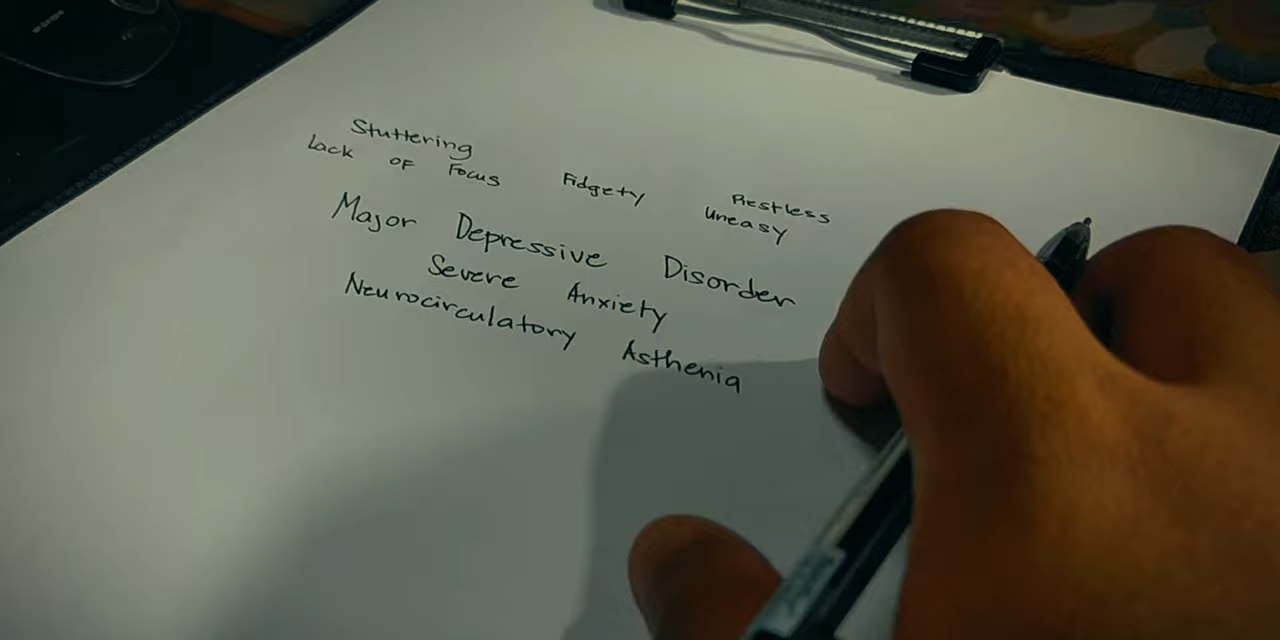 Stuttering
Lack of Focus Fidgety Restless
Uneasy
Major Depressive Disorder
Severe Anxiety
Neurocirculatory Asthenia